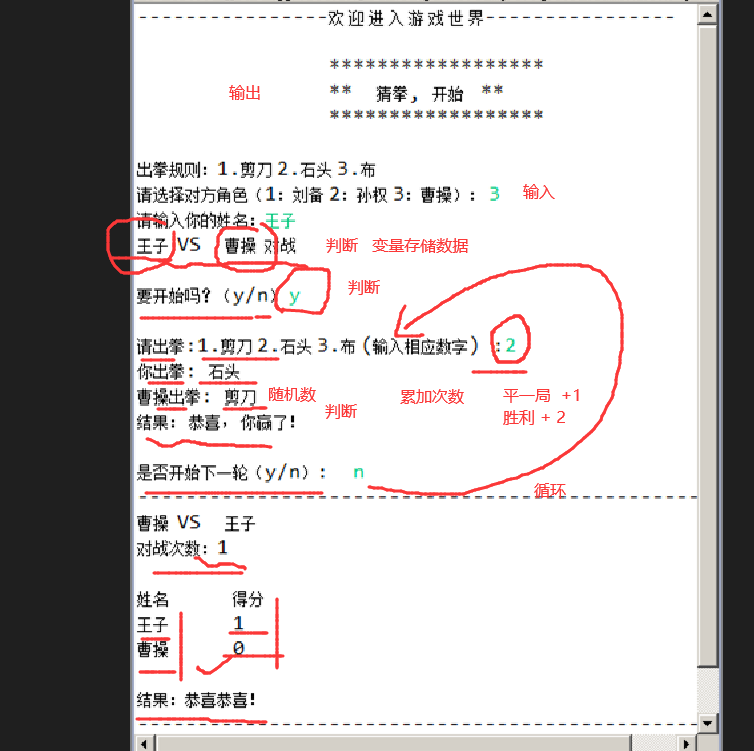 ----------------欢迎进入游戏世界----------------
******************
输出 ** 猜拳, 开始 **
******************
出拳规则: 1.剪刀 2.石头 3.布
请选择对方角色 (1: 刘备 2: 孙权 3: 曹操) : 3 输入
请输入你的姓名: 王子
王子 VS 曹操 对战 判断 变量存储数据
要开始吗? (y/n) y 判断
请出拳:1.剪刀 2.石头 3.布 (输入相应数字) :2
你出拳: 石头
曹操出拳: 剪刀 随机数 累加次数 平一局 +1
结果: 恭喜, 你赢了! 判断 胜利 + 2
是否开始下一轮 (y/n) : n
循环
------------------------------------------------
曹操 VS 王子
对战次数: 1
姓名 得分
王子 1
曹操 0
结果: 恭喜恭喜!
------------------------------------------------